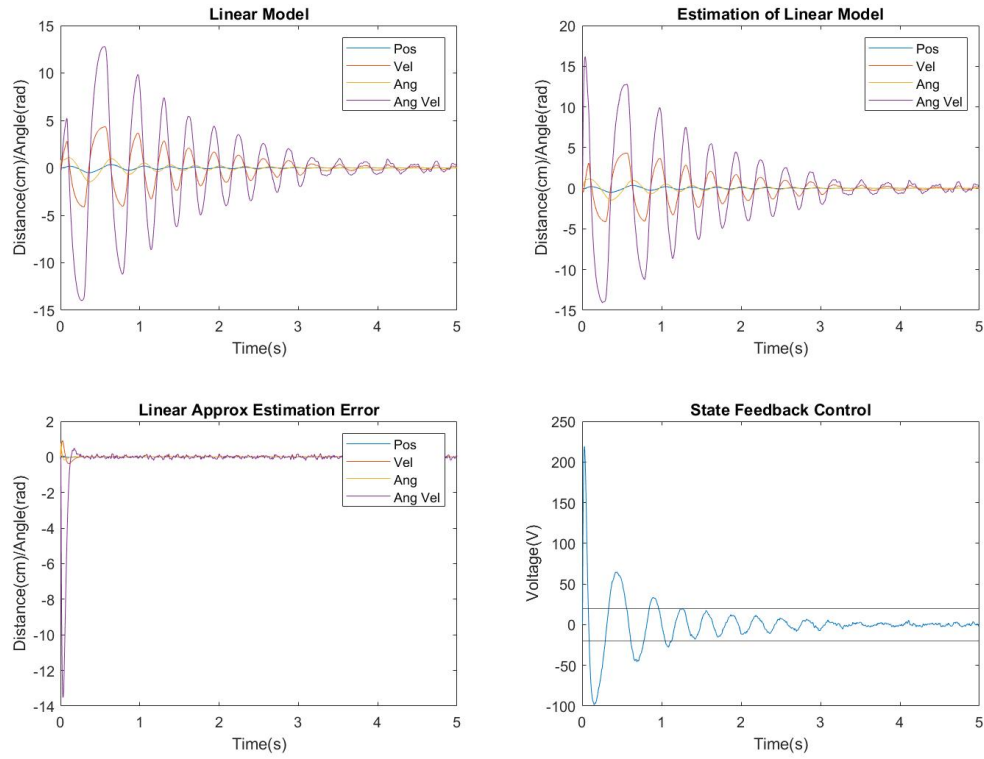 Linear Model
Distance(cm)/Angle(rad)
15
10
5
0
-5
-10
-15
Pos
Vel
Ang
Ang Vel
0 1 2 3 4 5
Time(s)
Estimation of Linear Model
Distance(cm)/Angle(rad)
20
15
10
5
0
-5
-10
-15
Pos
Vel
Ang
Ang Vel
0 1 2 3 4 5
Time(s)
Linear Approx Estimation Error
Distance(cm)/Angle(rad)
2
0
-2
-4
-6
-8
-10
-12
-14
Pos
Vel
Ang
Ang Vel
0 1 2 3 4 5
Time(s)
State Feedback Control
Voltage(V)
250
200
150
100
50
0
-50
-100
0 1 2 3 4 5
Time(s)